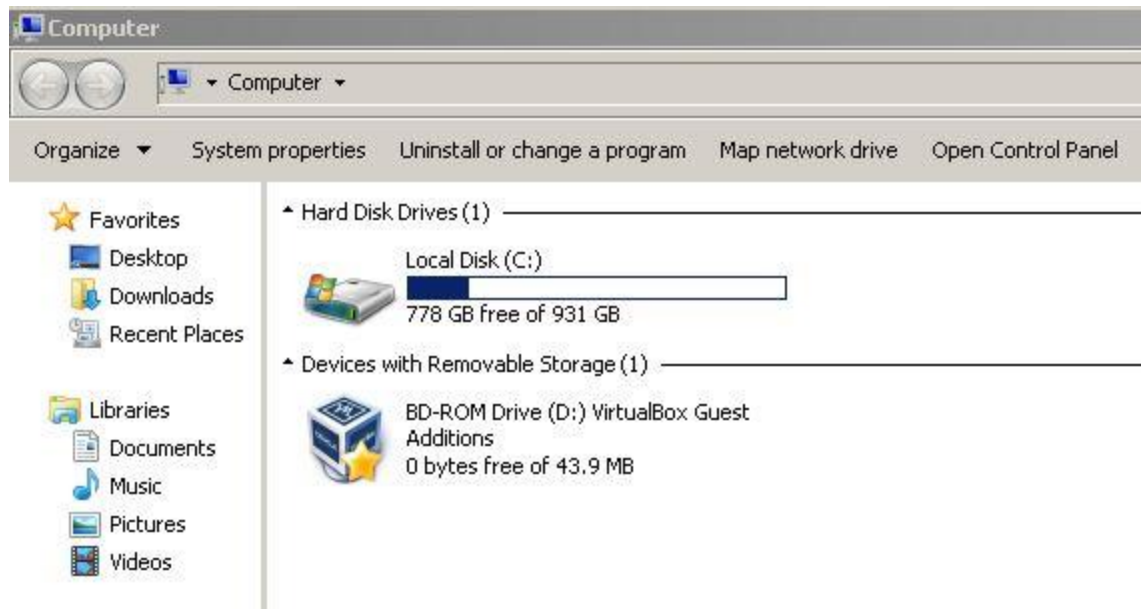 Computer
Computer
Organize System properties Uninstall or change a program Map network drive Open Control Panel
Favorites
Desktop
Downloads
Recent Places
Libraries
Documents
Music
Pictures
Videos
Hard Disk Drives (1)
Local Disk (C:)
778 GB free of 931 GB
Devices with Removable Storage (1)
BD-ROM Drive (D:) VirtualBox Guest
Additions
0 bytes free of 43.9 MB